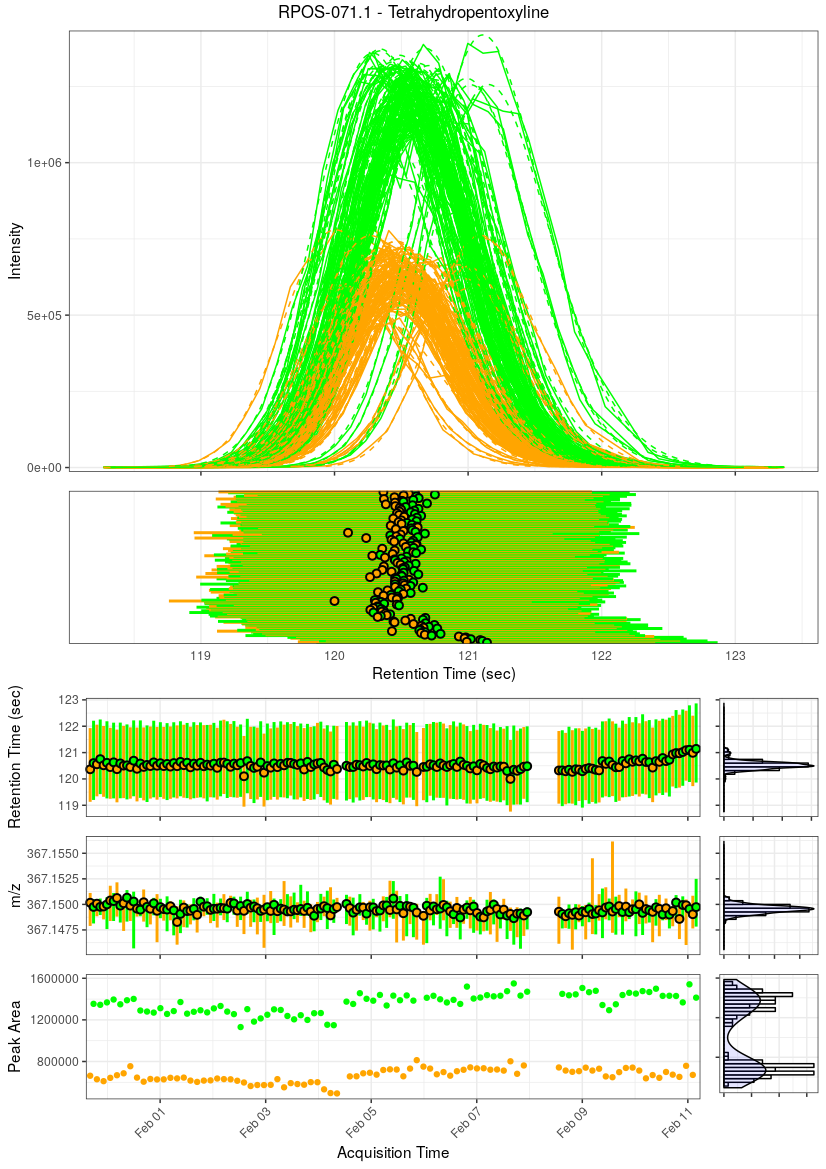 RPOS-071.1 - Tetrahydropentoxyline
Intensity
1e+06
5e+05
0e+00
119
120
121
122
123
Retention Time (sec)
Retention Time (sec)
123
122
121
120
119
m/z
367.1550
367.1525
367.1500
367.1475
Peak Area
1600000
1200000
800000
Feb 01
Feb 03
Feb 05
Feb 07
Feb 09
Feb 11
Acquisition Time